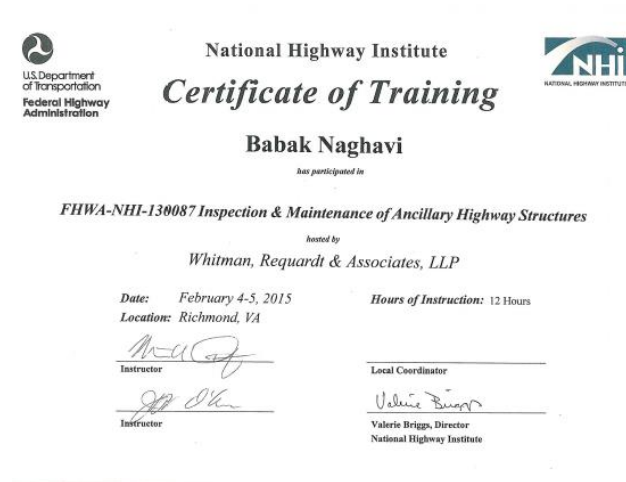 U.S. Department
of Transportation
Federal Highway
Administration
National Highway Institute
NHI
NATIONAL HIGHWAY INSTITUTE
Certificate of Training
Babak Naghavi
has participated in
FHWA-NHI-130087 Inspection & Maintenance of Ancillary Highway Structures
hosted by
Whitman, Requardt & Associates, LLP
Date: February 4-5, 2015
Hours of Instruction: 12 Hours
Location: Richmond, VA
Instructor
Local Coordinator
Valerie Briggs
Instructor
Valerie Briggs, Director
National Highway Institute